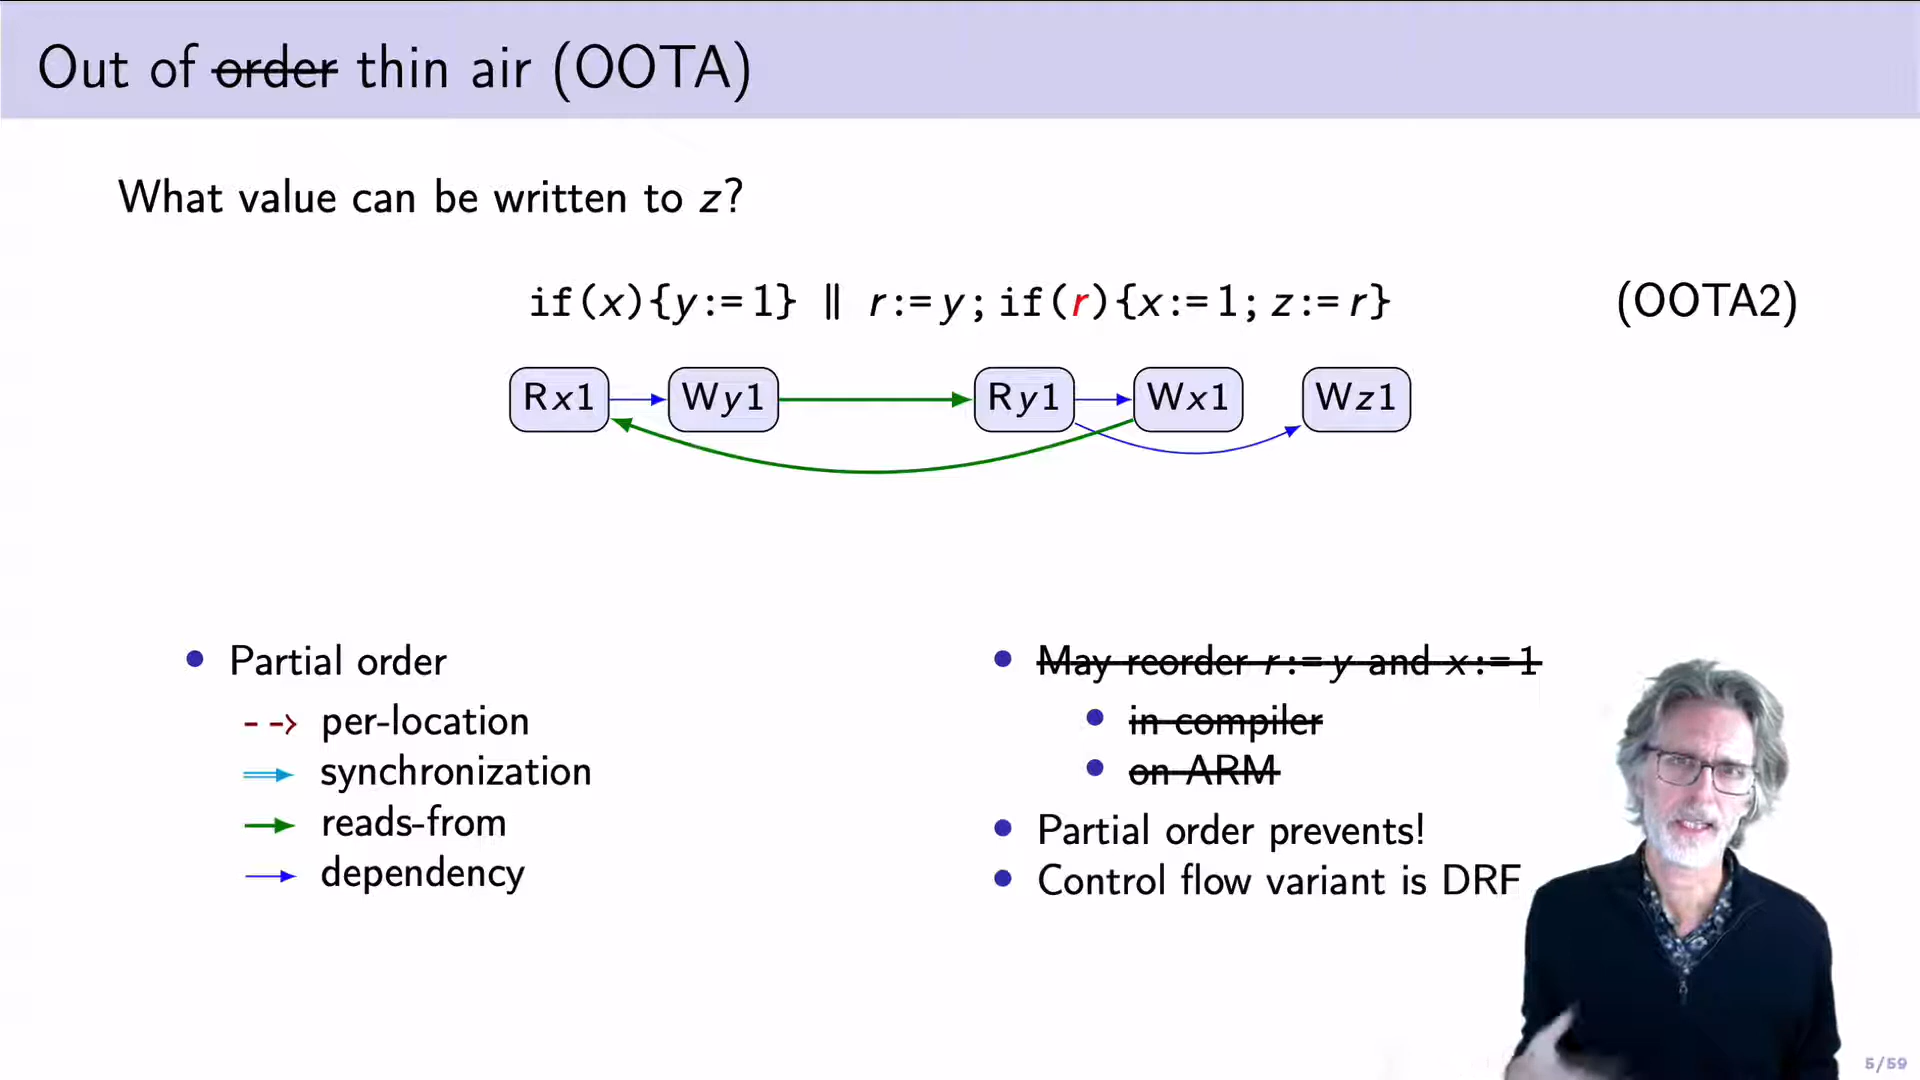 Out of order thin air (OOTA)
What value can be written to z?
if(x){y:=1} ∥ r:=y; if(r){x:=1; z:=r} (OOTA2)
Rx1 Wy1 Ry1 Wx1 Wz1
• Partial order
per-location
synchronization
reads-from
dependency
• May reorder r:=y and x:=1
• in compiler
• on ARM
• Partial order prevents!
• Control flow variant is DRF
5/59